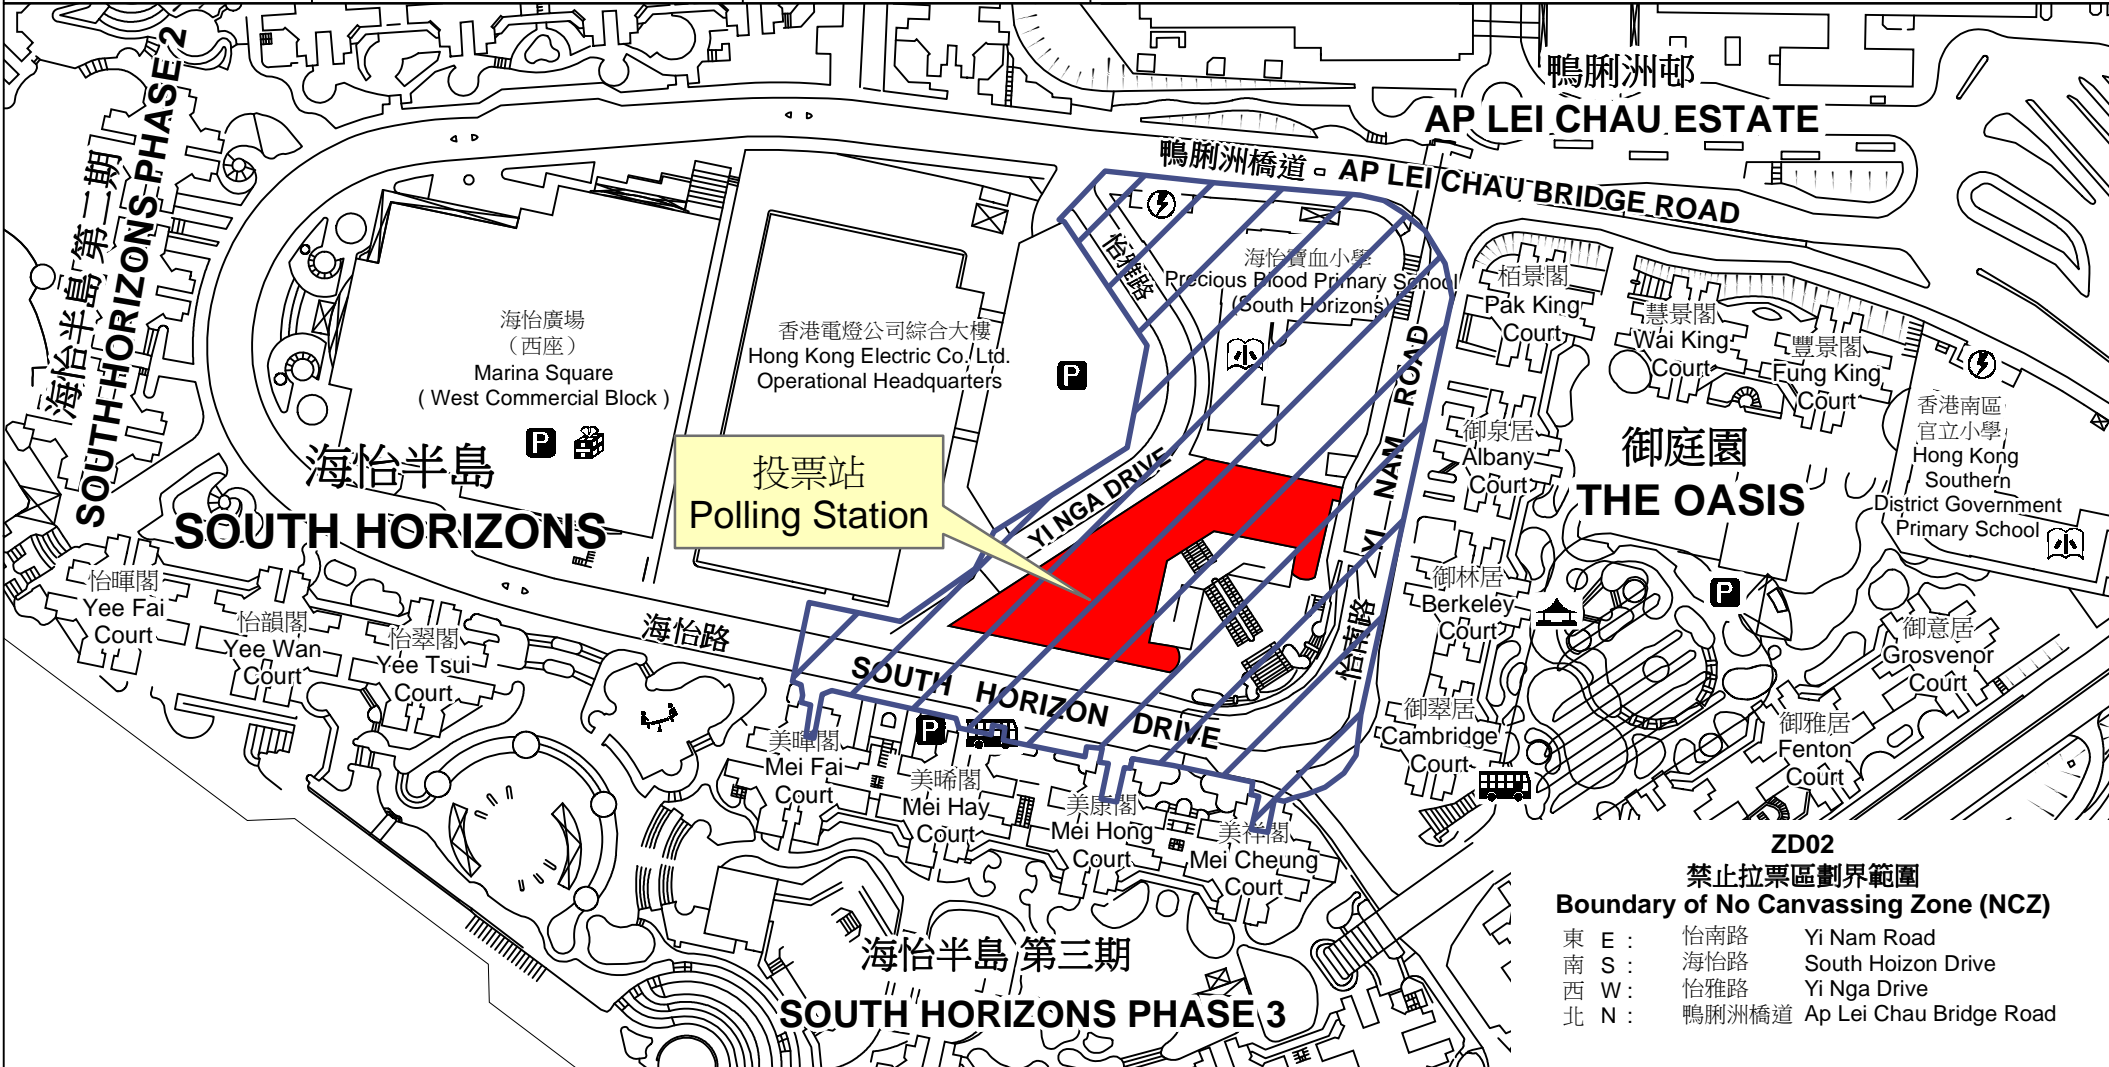 鴨脷洲邨
AP LEI CHAU ESTATE
鴨脷洲橋道 - AP LEI CHAU BRIDGE ROAD
海怡半島第二期
SOUTH HORIZONS PHASE 2
怡雅路
YI NGA DRIVE
海怡寶血小學
Precious Blood Primary School
(South Horizons)
海怡廣場
（西座）
Marina Square
( West Commercial Block )
P
香港電燈公司綜合大樓
Hong Kong Electric Co. Ltd.
Operational Headquarters
P
栢景閣
Pak King
Court
慧景閣
Wai King
Court
豐景閣
Fung King
Court
香港南區
官立小學
Hong Kong
Southern
District Government
Primary School
海怡半島
SOUTH HORIZONS
投票站
Polling Station
怡南路 YI NAM ROAD
御泉居
Albany
Court
御庭園
THE OASIS
P
御林居
Berkeley
Court
御意居
Grosvenor
Court
御翠居
Cambridge
Court
御雅居
Fenton
Court
怡暉閣
Yee Fai
Court
怡韻閣
Yee Wan
Court
怡翠閣
Yee Tsui
Court
海怡路
SOUTH HORIZON DRIVE
P
美暉閣
Mei Fai
Court
美晞閣
Mei Hay
Court
美康閣
Mei Hong
Court
美祥閣
Mei Cheung
Court
海怡半島 第三期
SOUTH HORIZONS PHASE 3
ZD02
禁止拉票區劃界範圍
Boundary of No Canvassing Zone (NCZ)
東 E : 怡南路 Yi Nam Road
南 S : 海怡路 South Hoizon Drive
西 W : 怡雅路 Yi Nga Drive
北 N : 鴨脷洲橋道 Ap Lei Chau Bridge Road